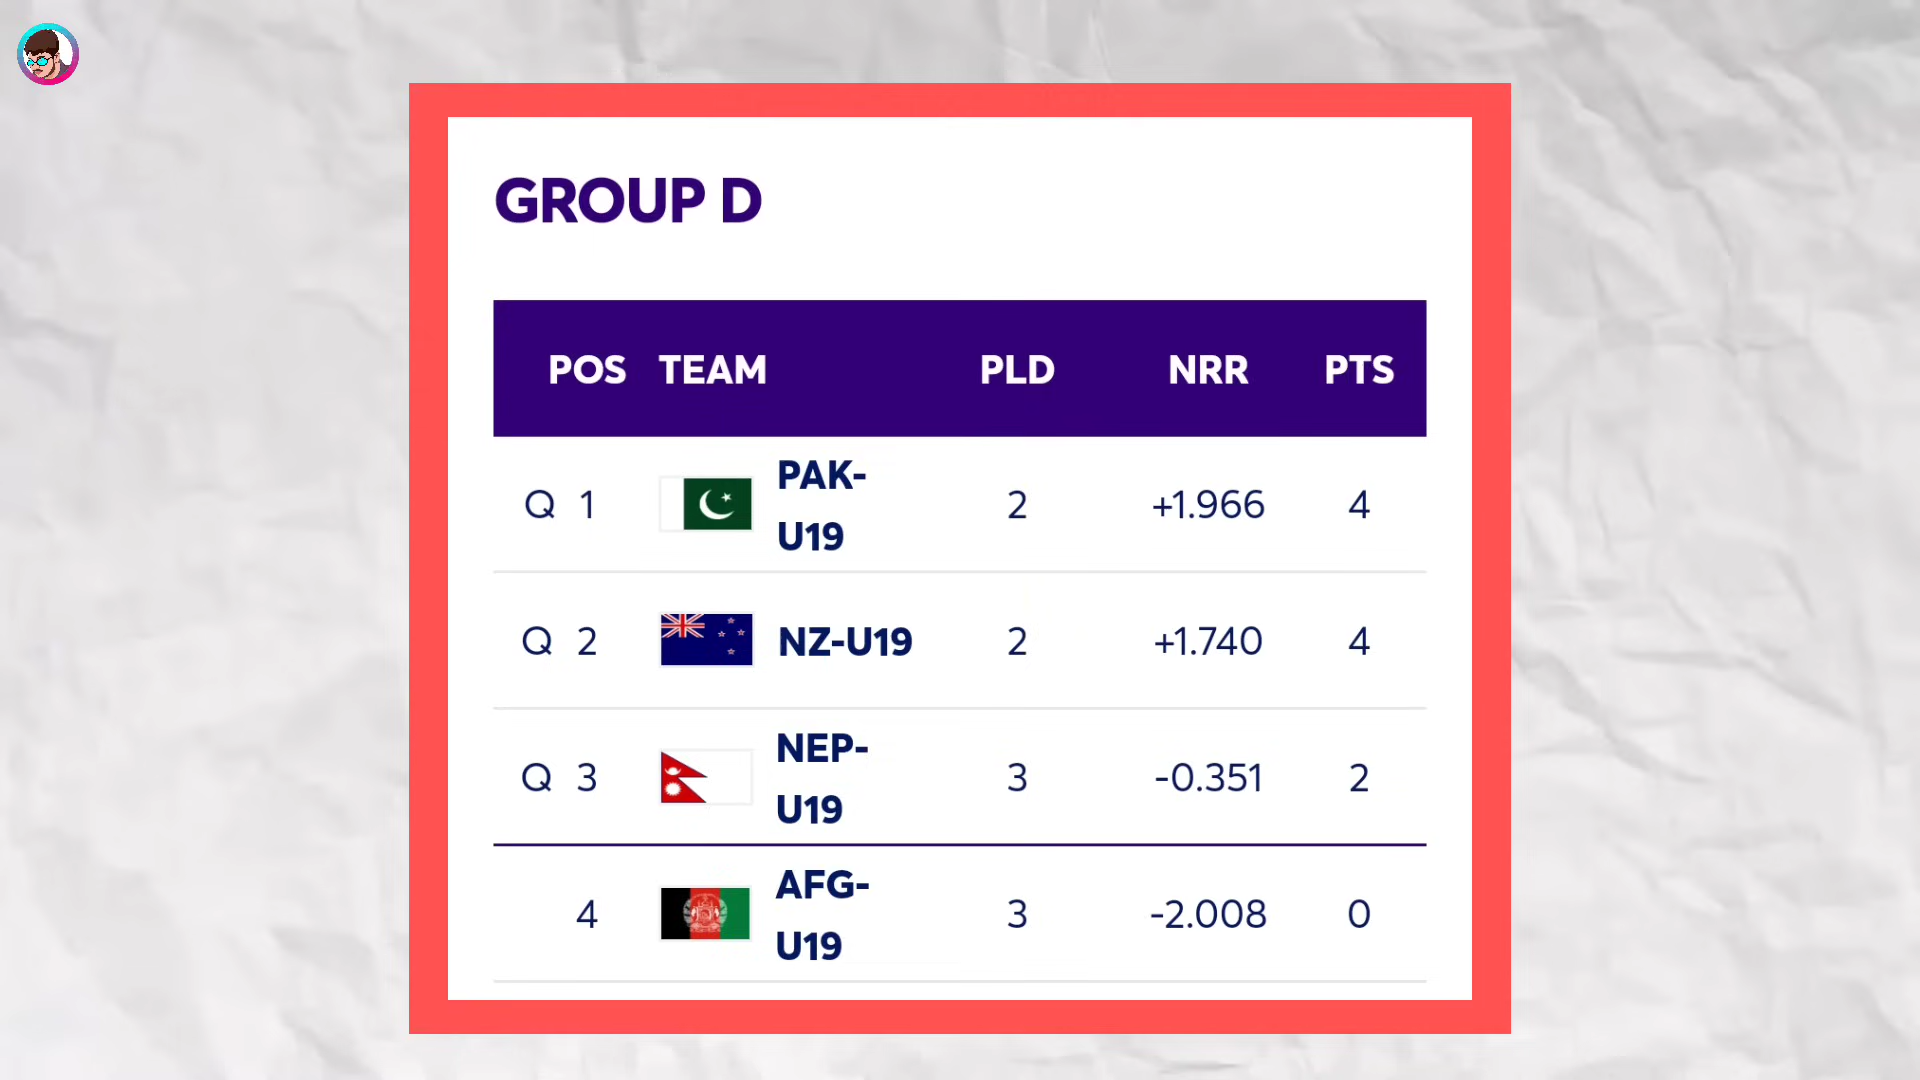 GROUP D
POS TEAM PLD NRR PTS
Q 1 PAK-U19 2 +1.966 4
Q 2 NZ-U19 2 +1.740 4
Q 3 NEP-U19 3 -0.351 2
4 AFG-U19 3 -2.008 0